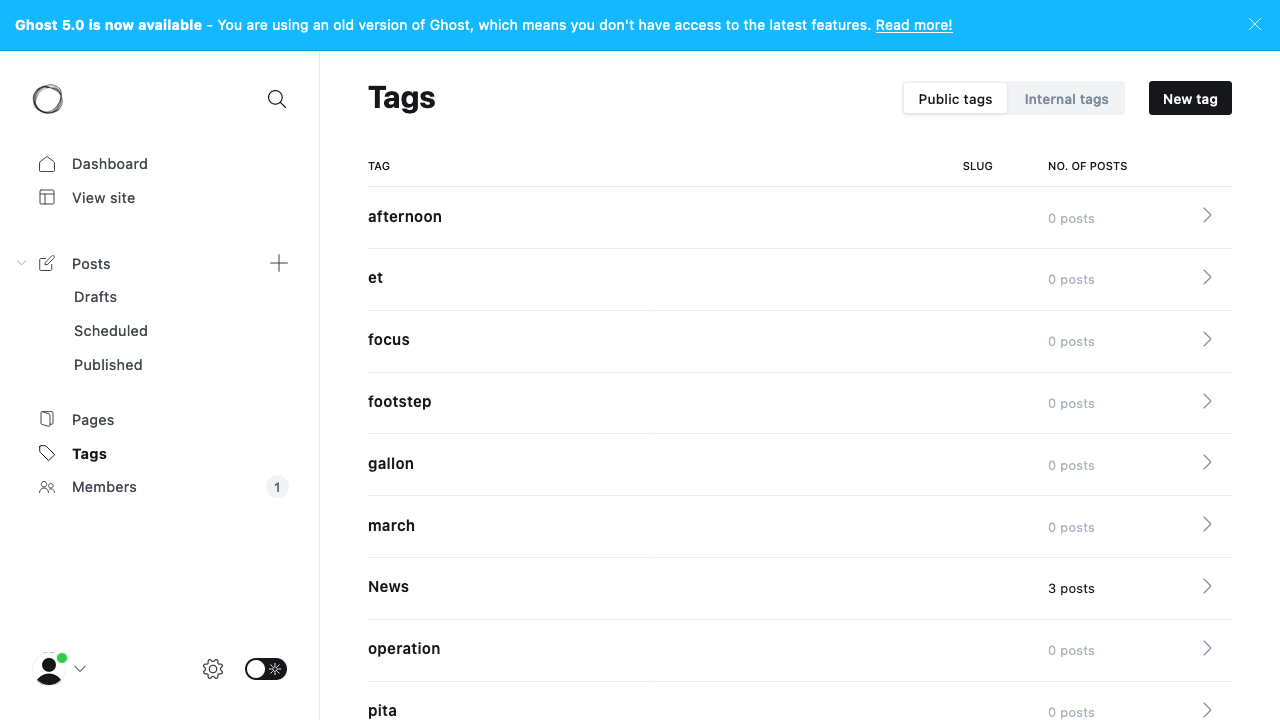 Ghost 5.0 is now available - You are using an old version of Ghost, which means you don't have access to the latest features. Read more!
Dashboard
View site
Posts
Drafts
Scheduled
Published
Pages
Tags
Members 1
Tags
Public tags Internal tags New tag
TAG SLUG NO. OF POSTS
afternoon 0 posts
et 0 posts
focus 0 posts
footstep 0 posts
gallon 0 posts
march 0 posts
News 3 posts
operation 0 posts
pita 0 posts